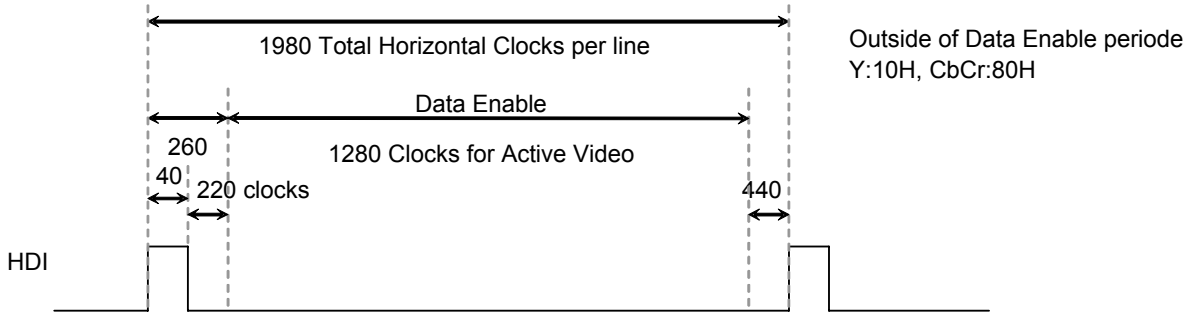 1980 Total Horizontal Clocks per line
Outside of Data Enable periode
Y:10H, CbCr:80H
Data Enable
260
1280 Clocks for Active Video
40
220 clocks
440
HDI